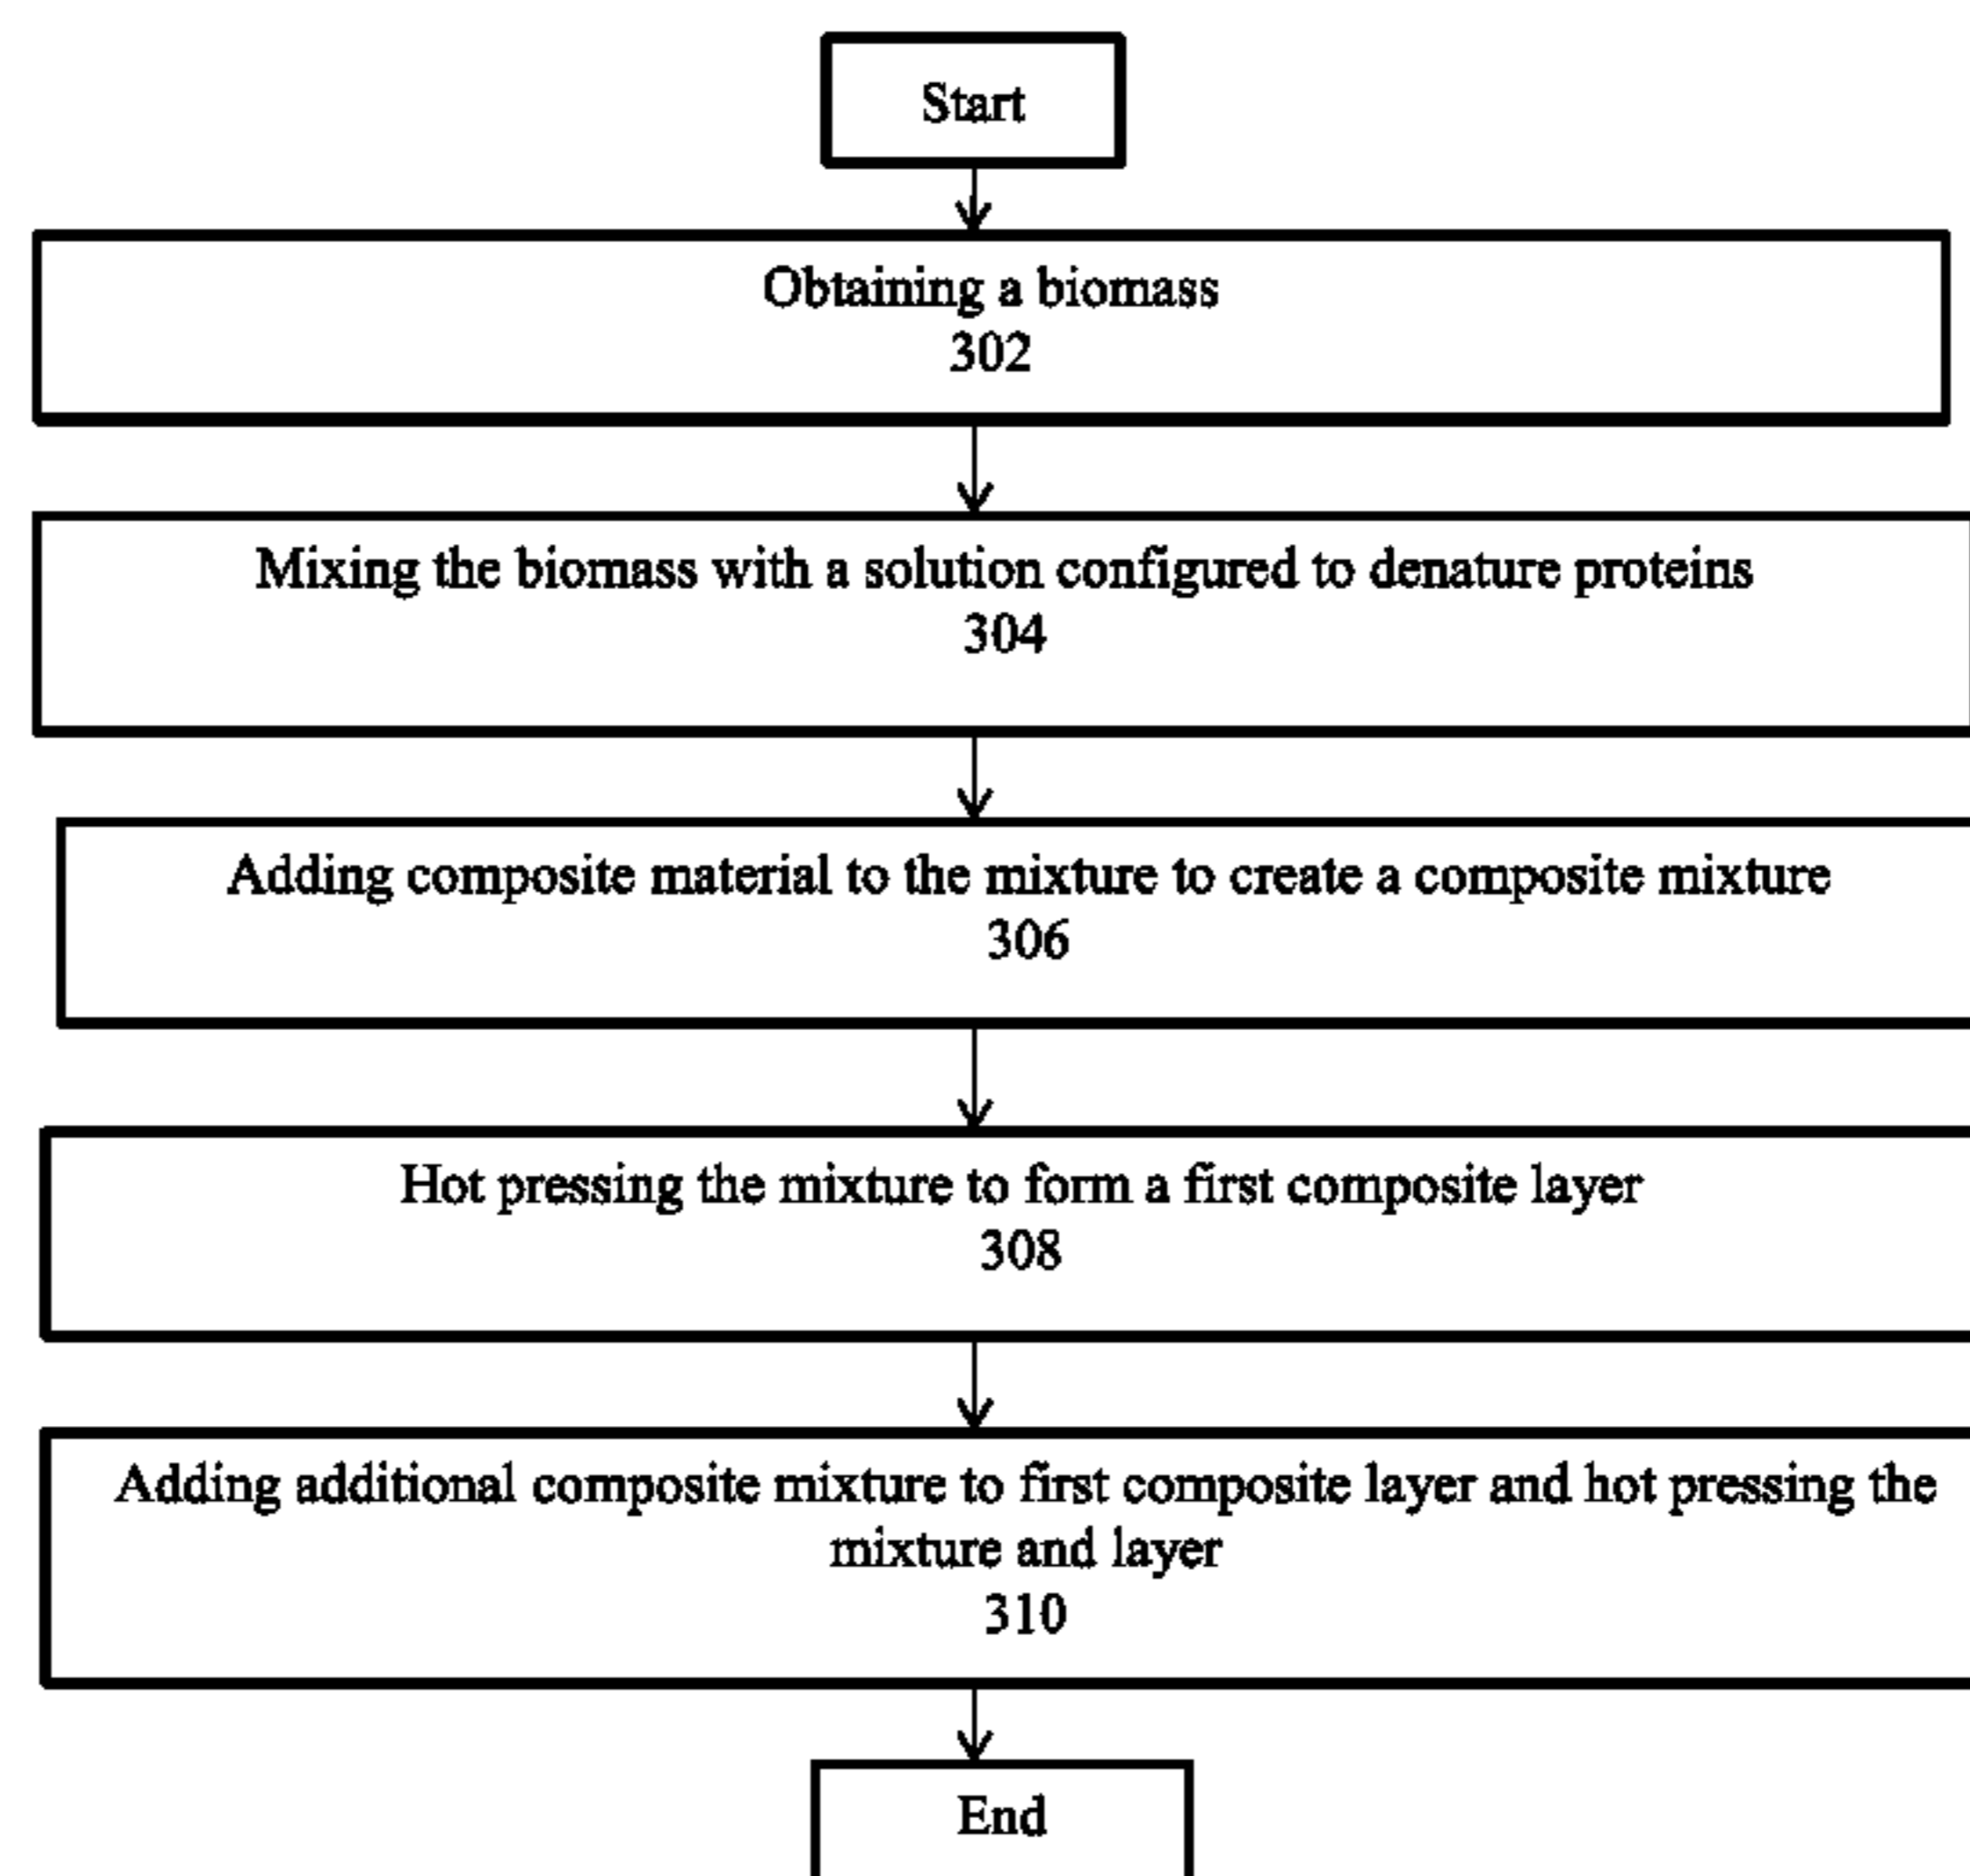 Start
Obtaining a biomass
302
Mixing the biomass with a solution configured to denature proteins
304
Adding composite material to the mixture to create a composite mixture
306
Hot pressing the mixture to form a first composite layer
308
Adding additional composite mixture to first composite layer and hot pressing the
mixture and layer
310
End